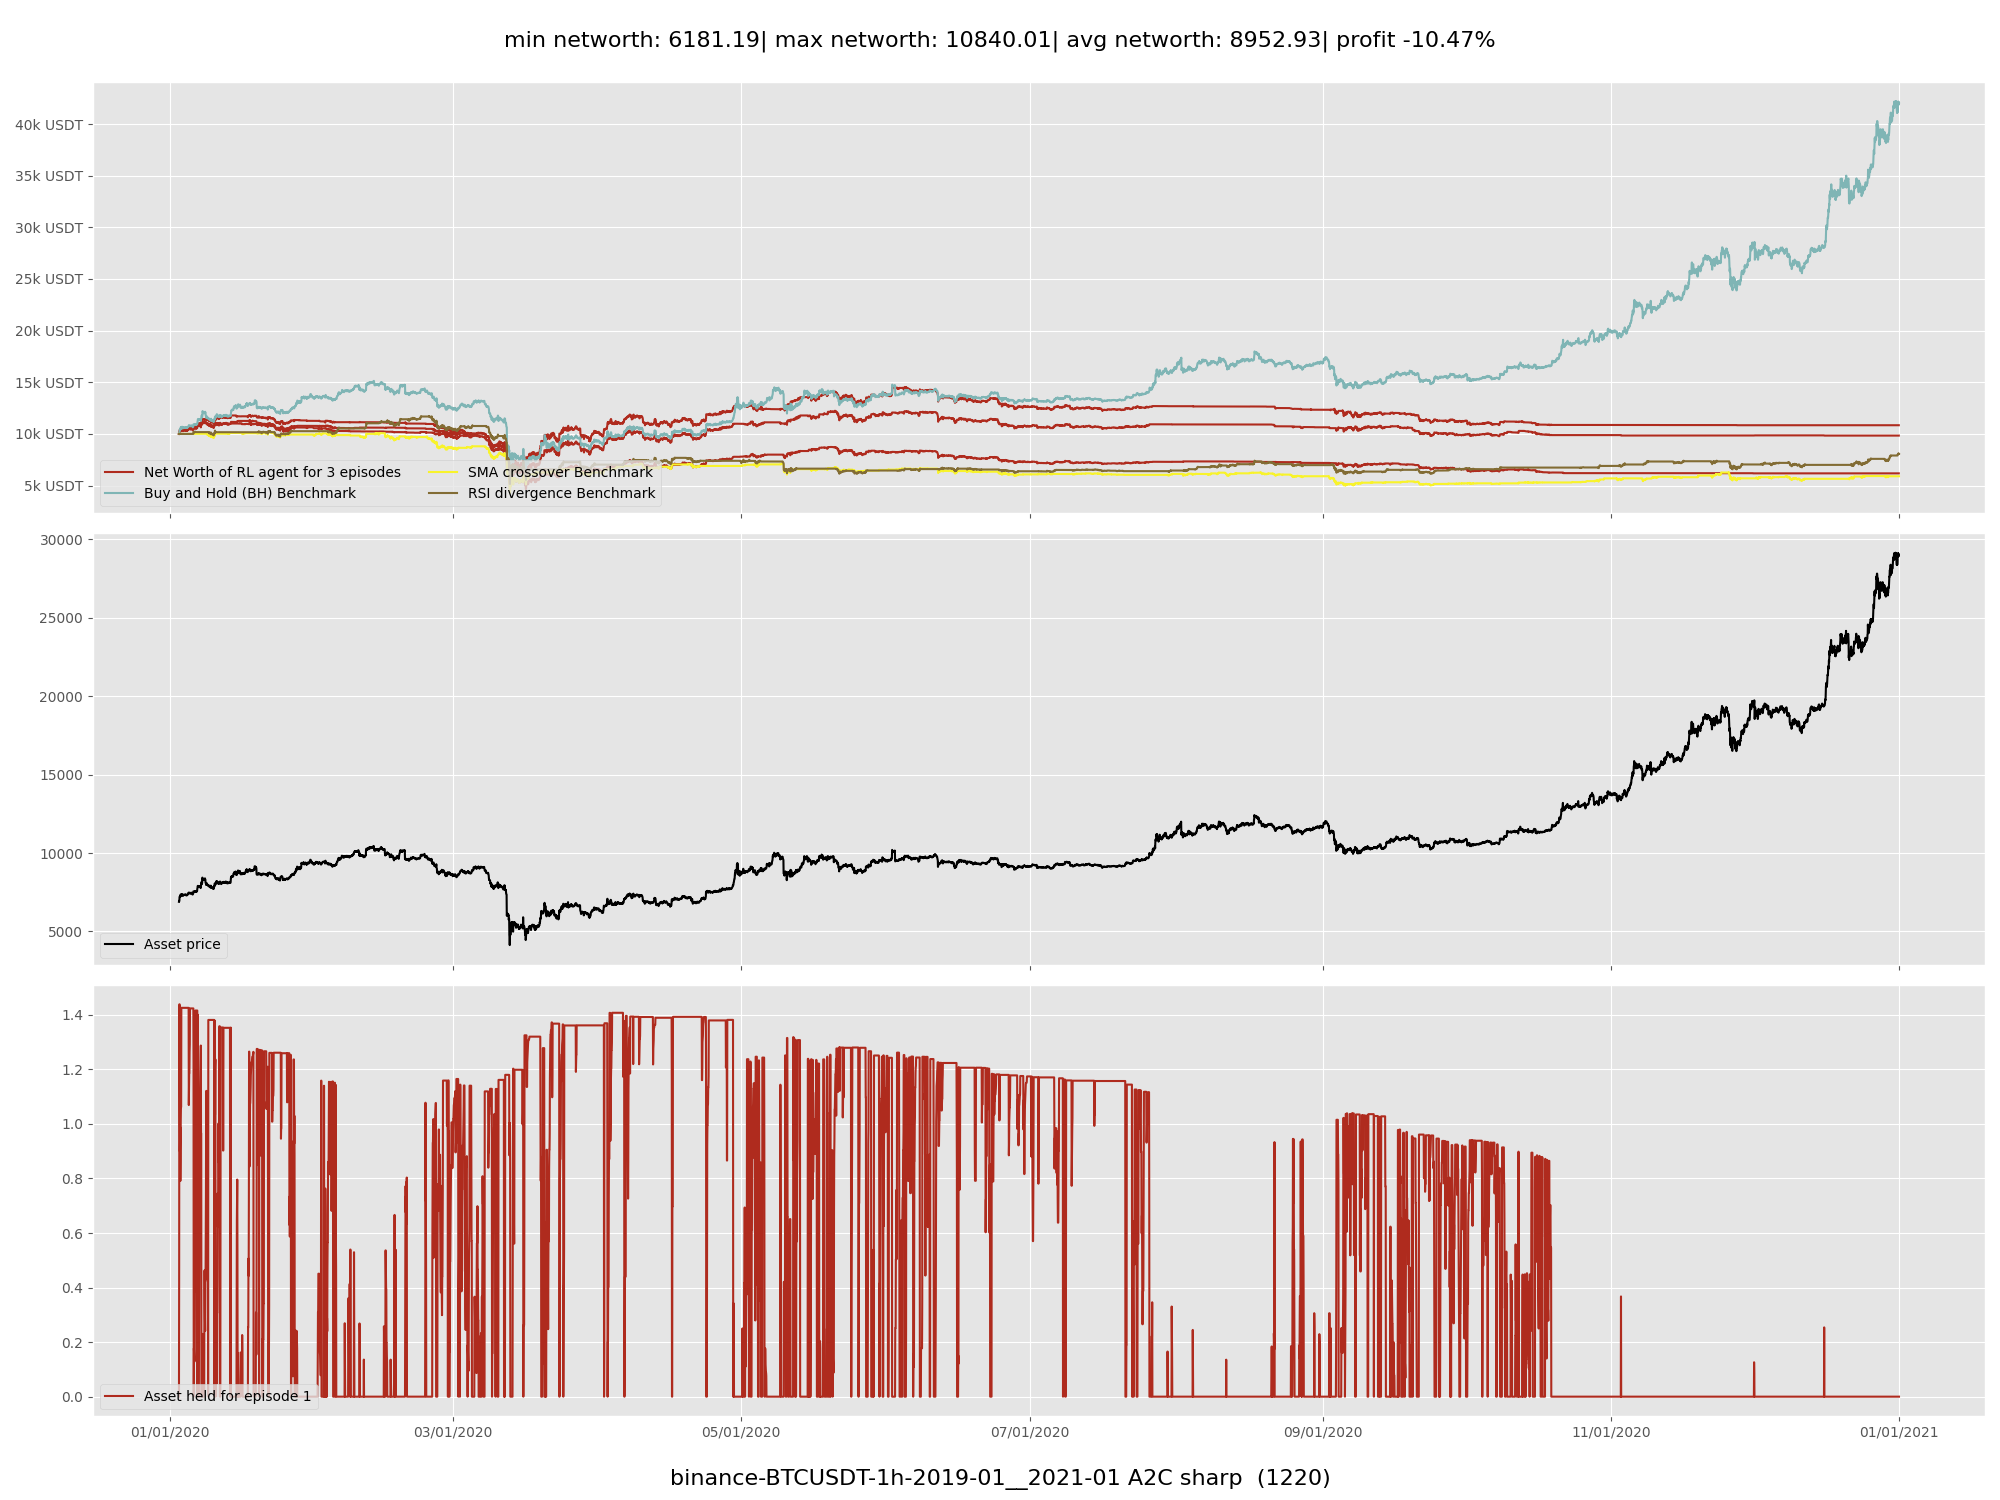 min networth: 6181.19| max networth: 10840.01| avg networth: 8952.93| profit -10.47%
40k USDT
35k USDT
30k USDT
25k USDT
20k USDT
15k USDT
10k USDT
5k USDT
Net Worth of RL agent for 3 episodes
Buy and Hold (BH) Benchmark
SMA crossover Benchmark
RSI divergence Benchmark
30000
25000
20000
15000
10000
5000
Asset price
1.4
1.2
1.0
0.8
0.6
0.4
0.2
0.0
Asset held for episode 1
01/01/2020 03/01/2020 05/01/2020 07/01/2020 09/01/2020 11/01/2020 01/01/2021
binance-BTCUSDT-1h-2019-01__2021-01 A2C sharp  (1220)